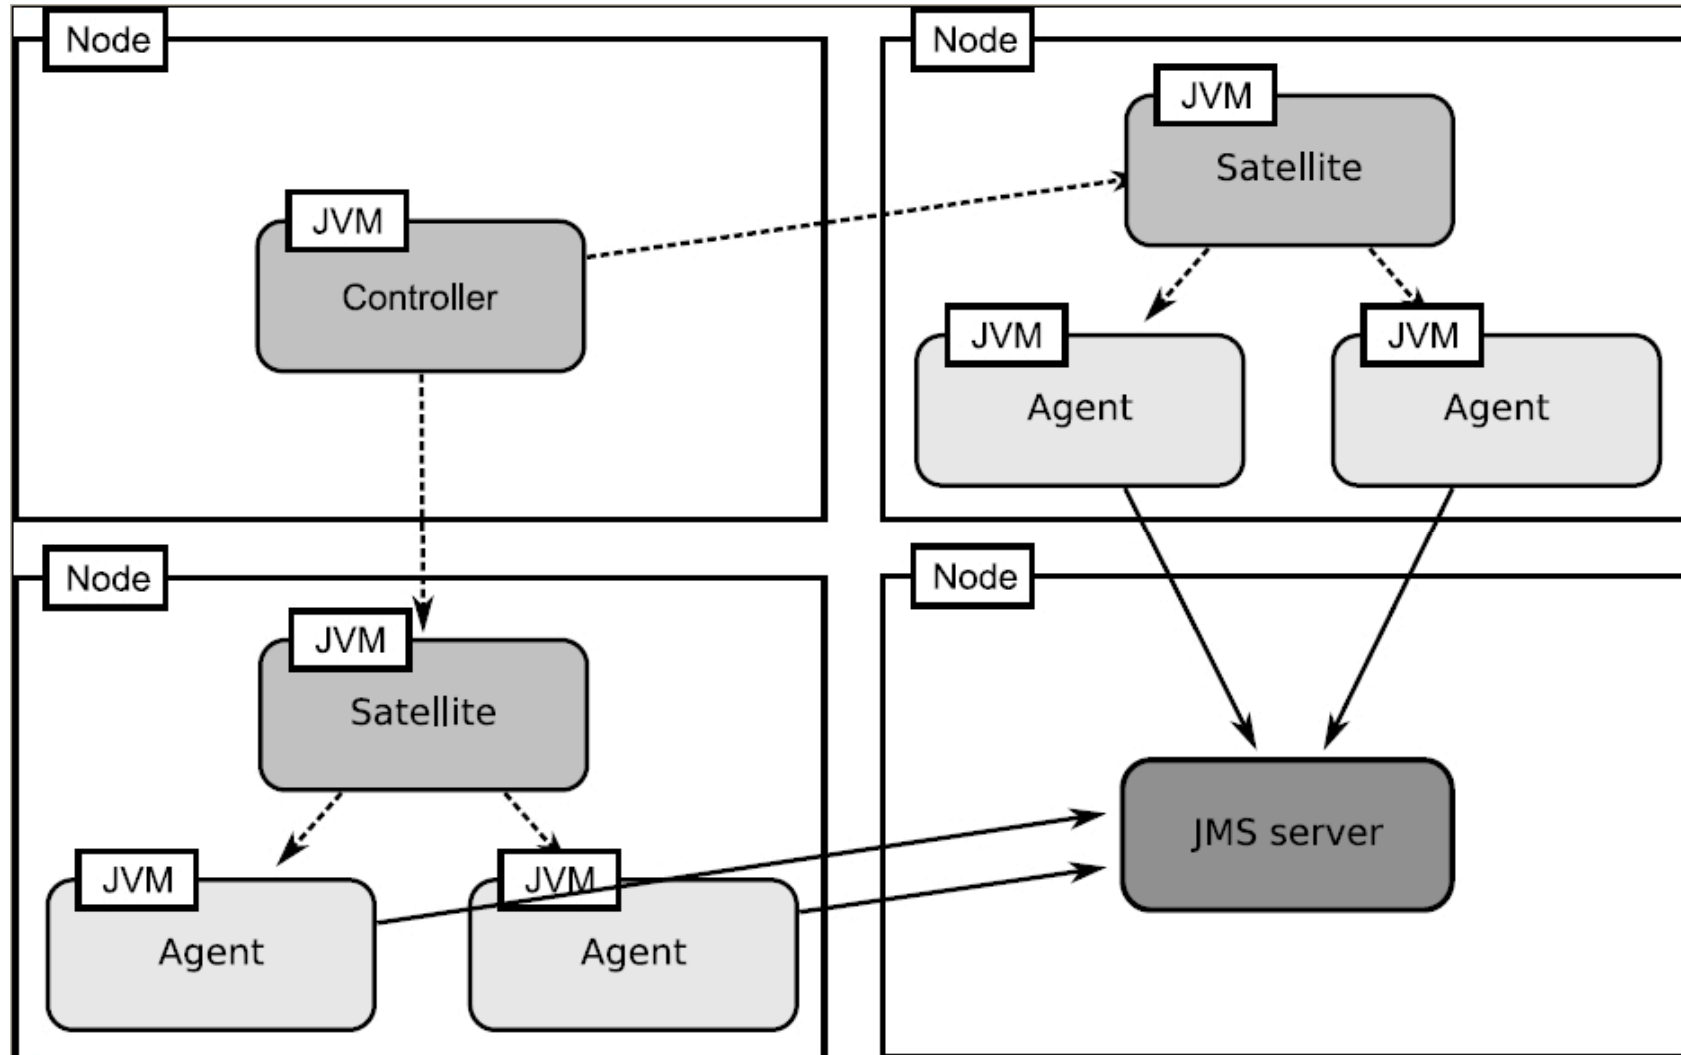 Node
Node
JVM
Satellite
JVM
Controller
JVM
Agent
JVM
Agent
Node
Node
JVM
Satellite
JMS server
JVM
Agent
JVM
Agent